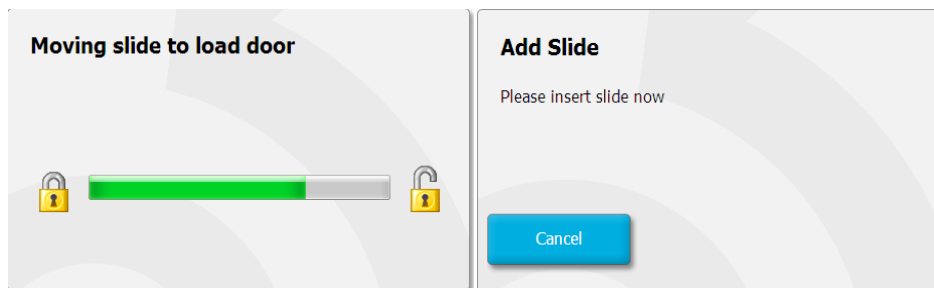 Moving slide to load door
Add Slide
Please insert slide now
Cancel